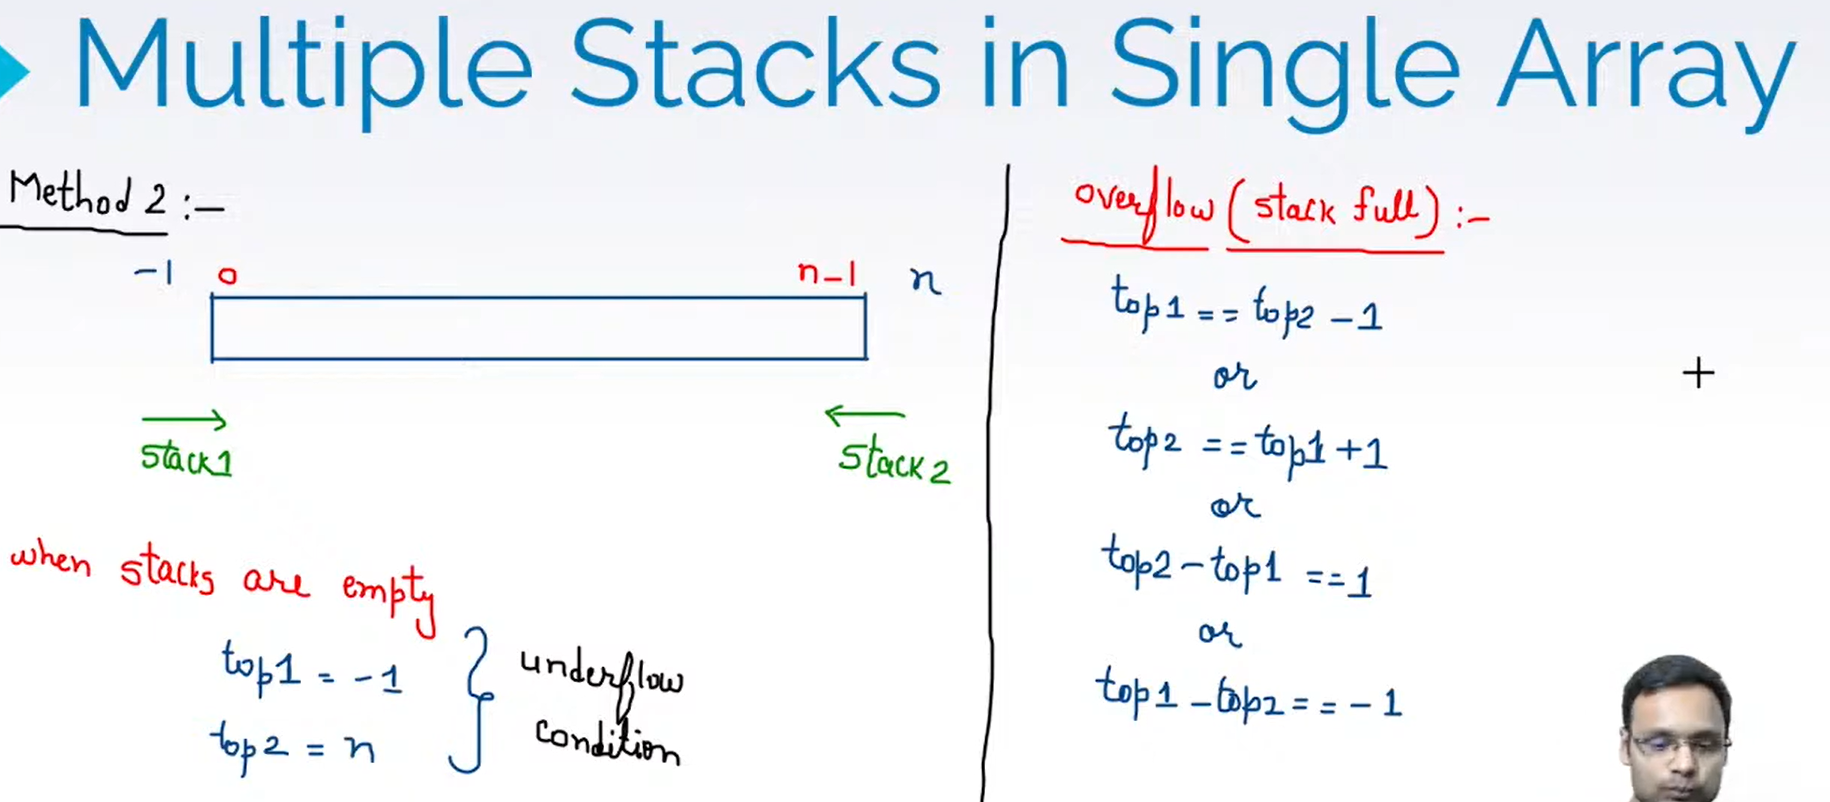 Multiple Stacks in Single Array
Method 2 :-
-1 0 n-1 n
stack1
stack2
when stacks are empty
top1 = -1
top2 = n
underflow
condition
overflow (stack full) :-
top1 == top2 -1
or
top2 == top1 +1
or
top2 - top1 == 1
or
top1 - top2 == -1